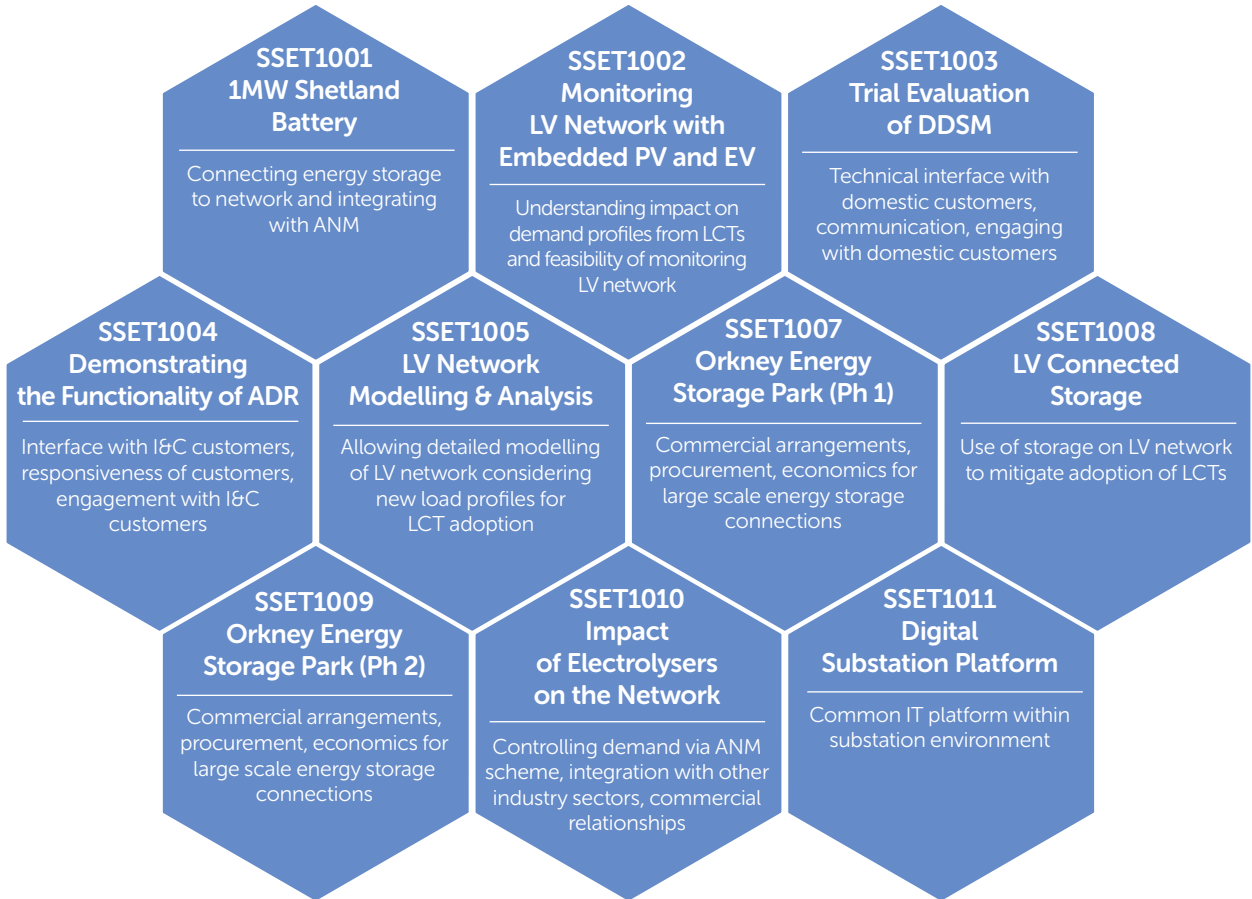 SSET1001
1MW Shetland
Battery
Connecting energy storage
to network and integrating
with ANM
SSET1002
Monitoring
LV Network with
Embedded PV and EV
Understanding impact on
demand profiles from LCTs
and feasibility of monitoring
LV network
SSET1003
Trial Evaluation
of DDSM
Technical interface with
domestic customers,
communication, engaging
with domestic customers
SSET1004
Demonstrating
the Functionality of ADR
Interface with I&C customers,
responsiveness of customers,
engagement with I&C
customers
SSET1005
LV Network
Modelling & Analysis
Allowing detailed modelling
of LV network considering
new load profiles for
LCT adoption
SSET1007
Orkney Energy
Storage Park (Ph 1)
Commercial arrangements,
procurement, economics for
large scale energy storage
connections
SSET1008
LV Connected
Storage
Use of storage on LV network
to mitigate adoption of LCTs
SSET1009
Orkney Energy
Storage Park (Ph 2)
Commercial arrangements,
procurement, economics for
large scale energy storage
connections
SSET1010
Impact
of Electrolysers
on the Network
Controlling demand via ANM
scheme, integration with other
industry sectors, commercial
relationships
SSET1011
Digital
Substation Platform
Common IT platform within
substation environment